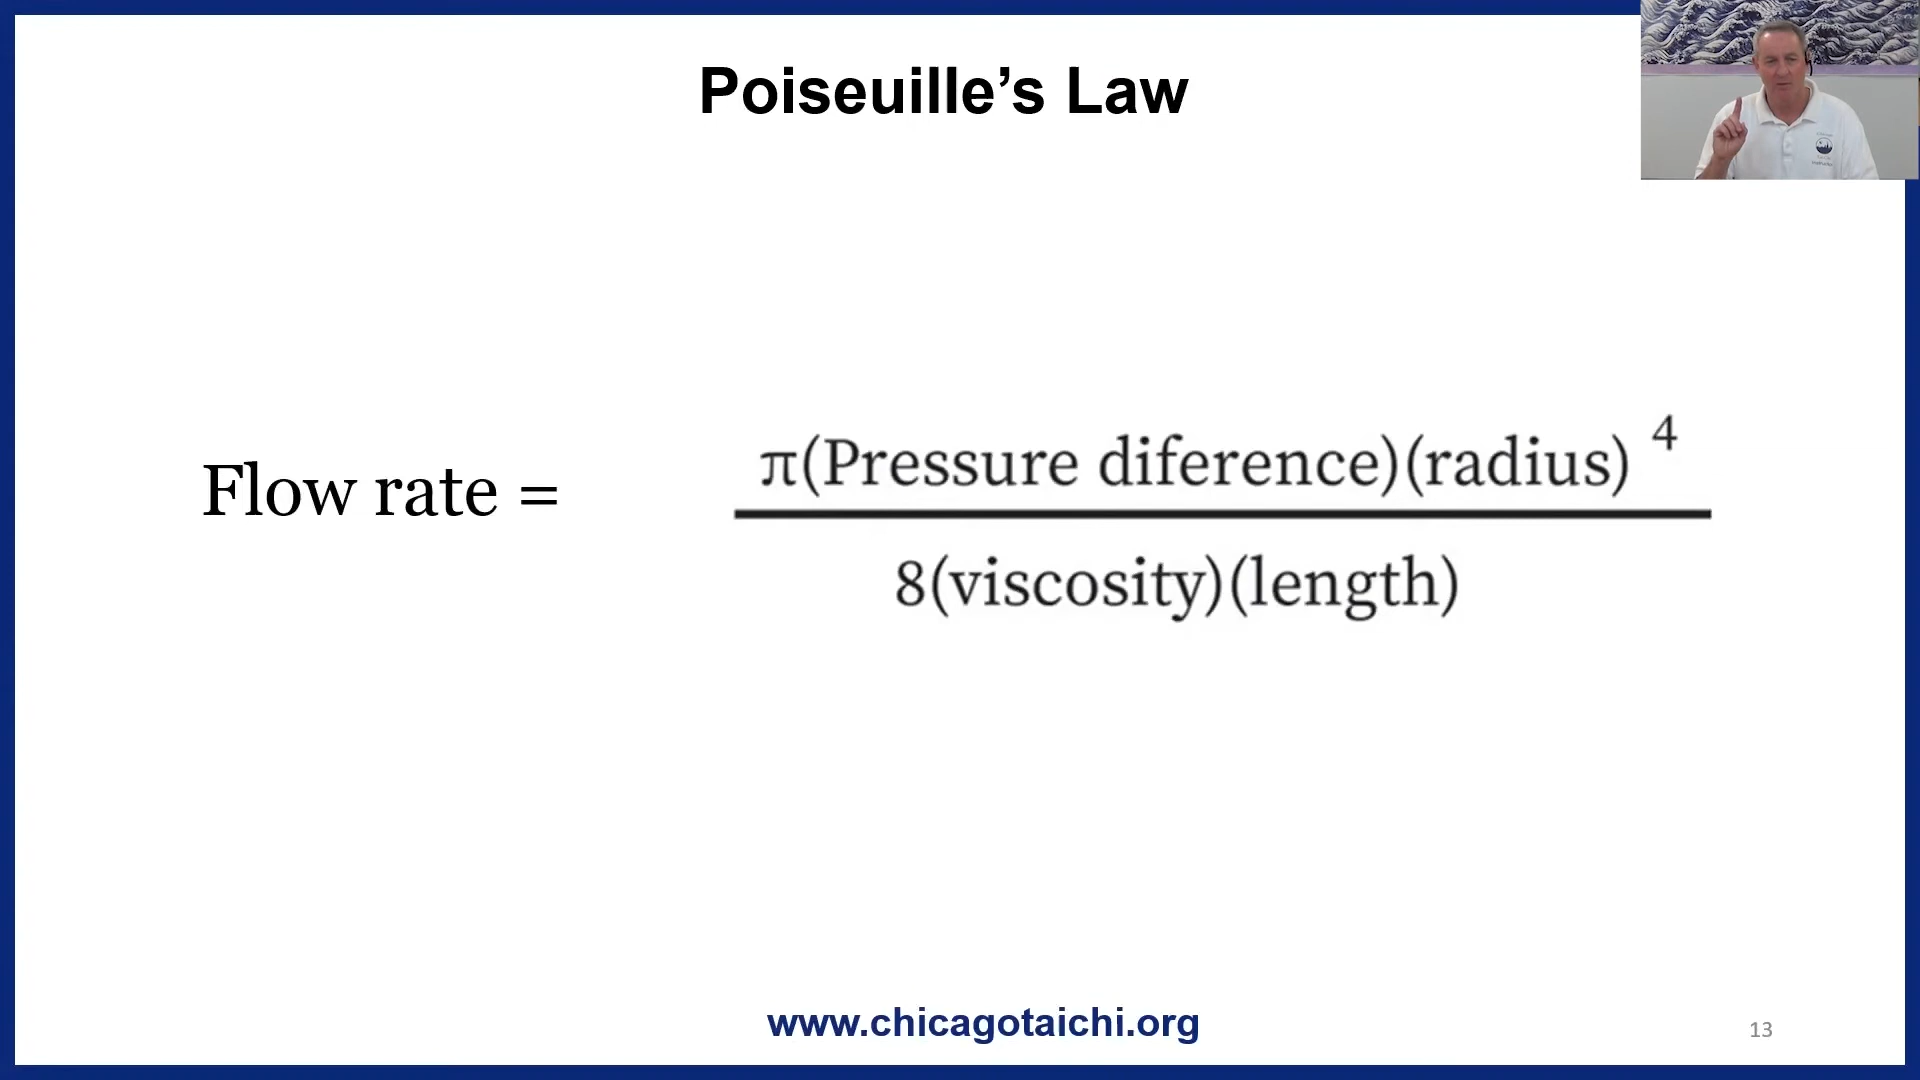 Poiseuille’s Law
Flow rate =
π(Pressure diference)(radius) 4
8(viscosity)(length)
www.chicagotaichi.org
13